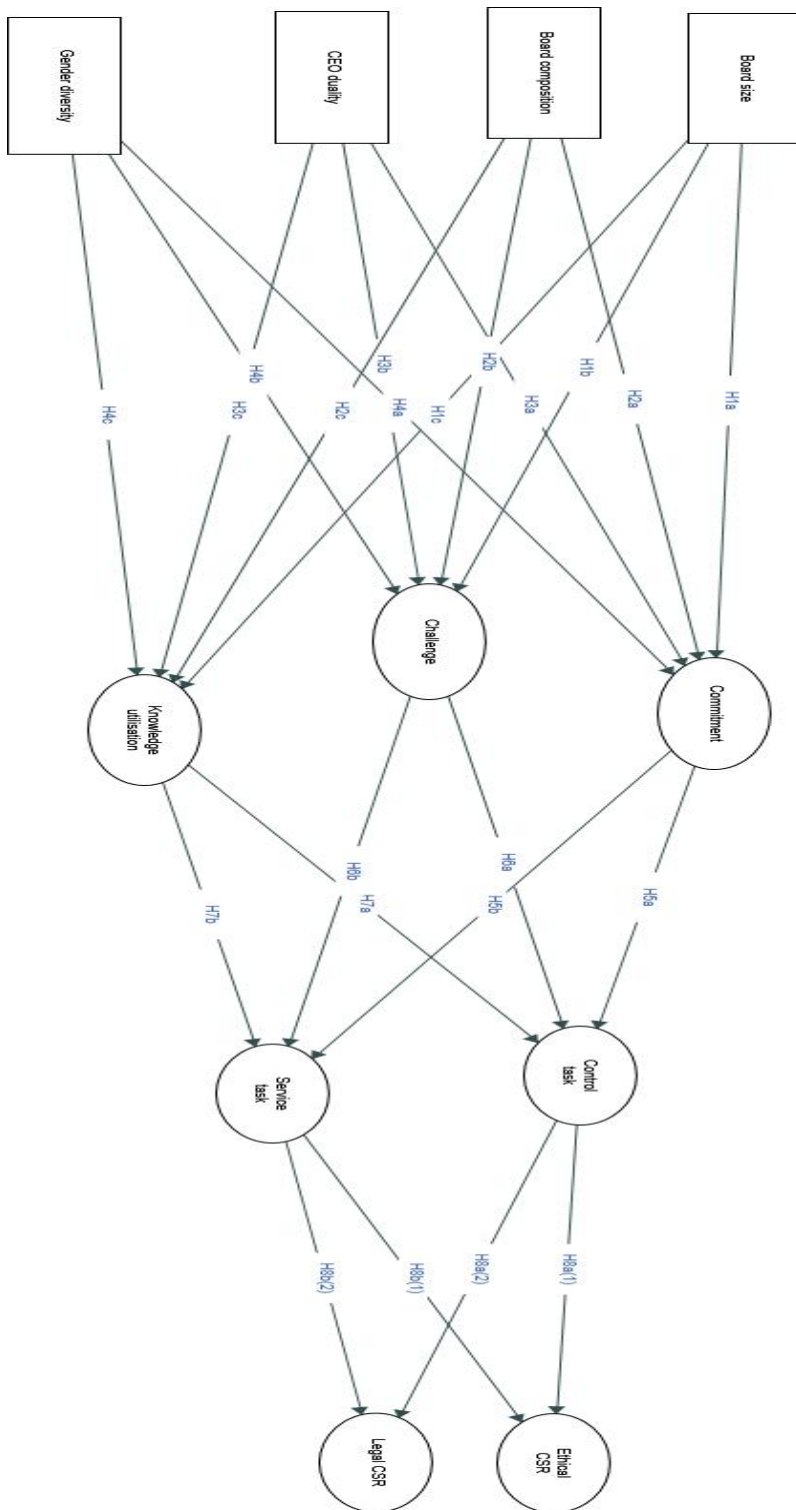 Board size
Board composition
CEO duality
Gender diversity
H1a
H2a
H1b
H3a
H2b
H1c
H4a
H3b
H2c
H4b
H3c
H4c
Commitment
Challenge
Knowledge
utilisation
H5a
H6a
H5b
H7a
H6b
H7b
Control
task
Service
task
H8a(1)
H8a(2)
H8b(1)
H8b(2)
Ethical
CSR
Legal CSR